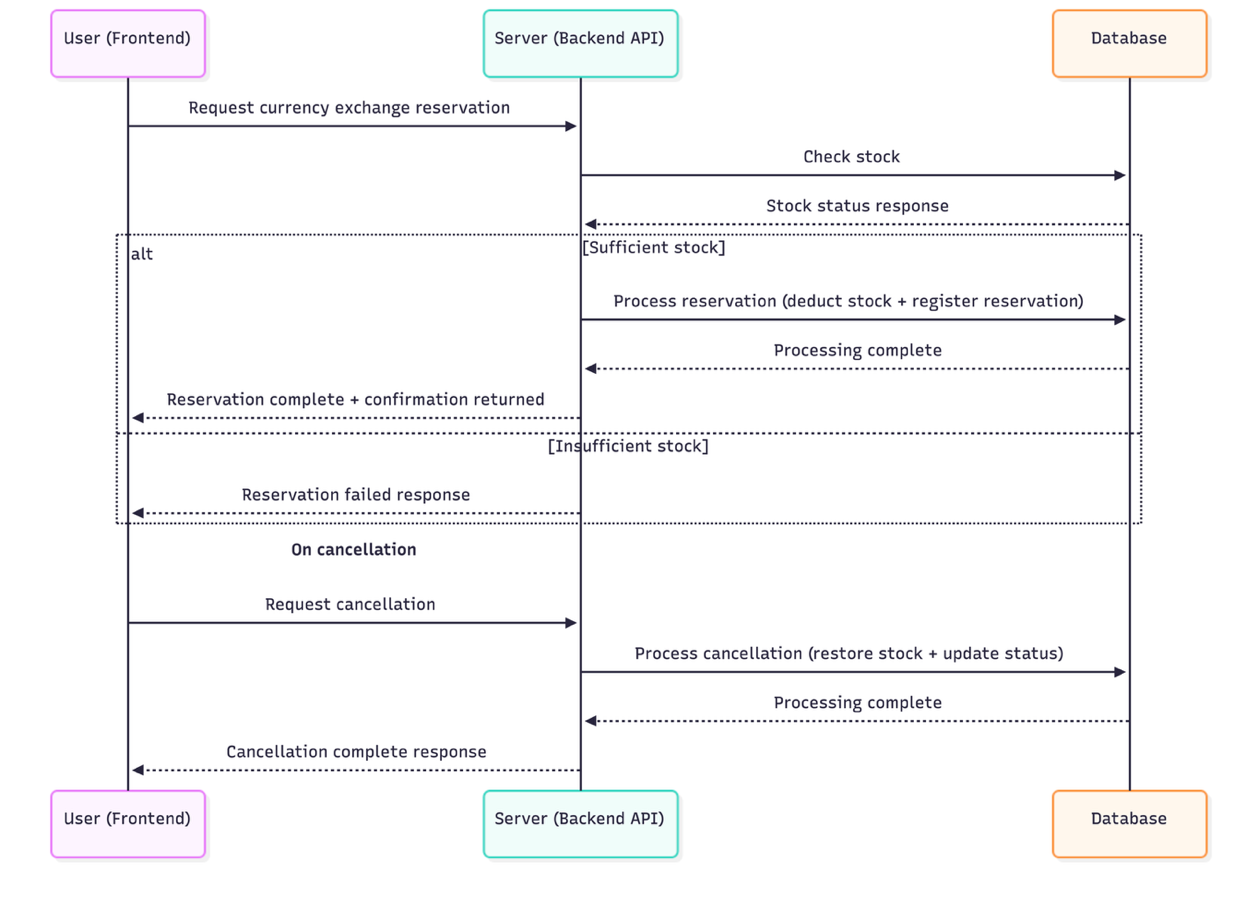 User (Frontend)
Server (Backend API)
Database
Request currency exchange reservation
Check stock
Stock status response
alt
[Sufficient stock]
Process reservation (deduct stock + register reservation)
Processing complete
Reservation complete + confirmation returned
[Insufficient stock]
Reservation failed response
On cancellation
Request cancellation
Process cancellation (restore stock + update status)
Processing complete
Cancellation complete response
User (Frontend)
Server (Backend API)
Database